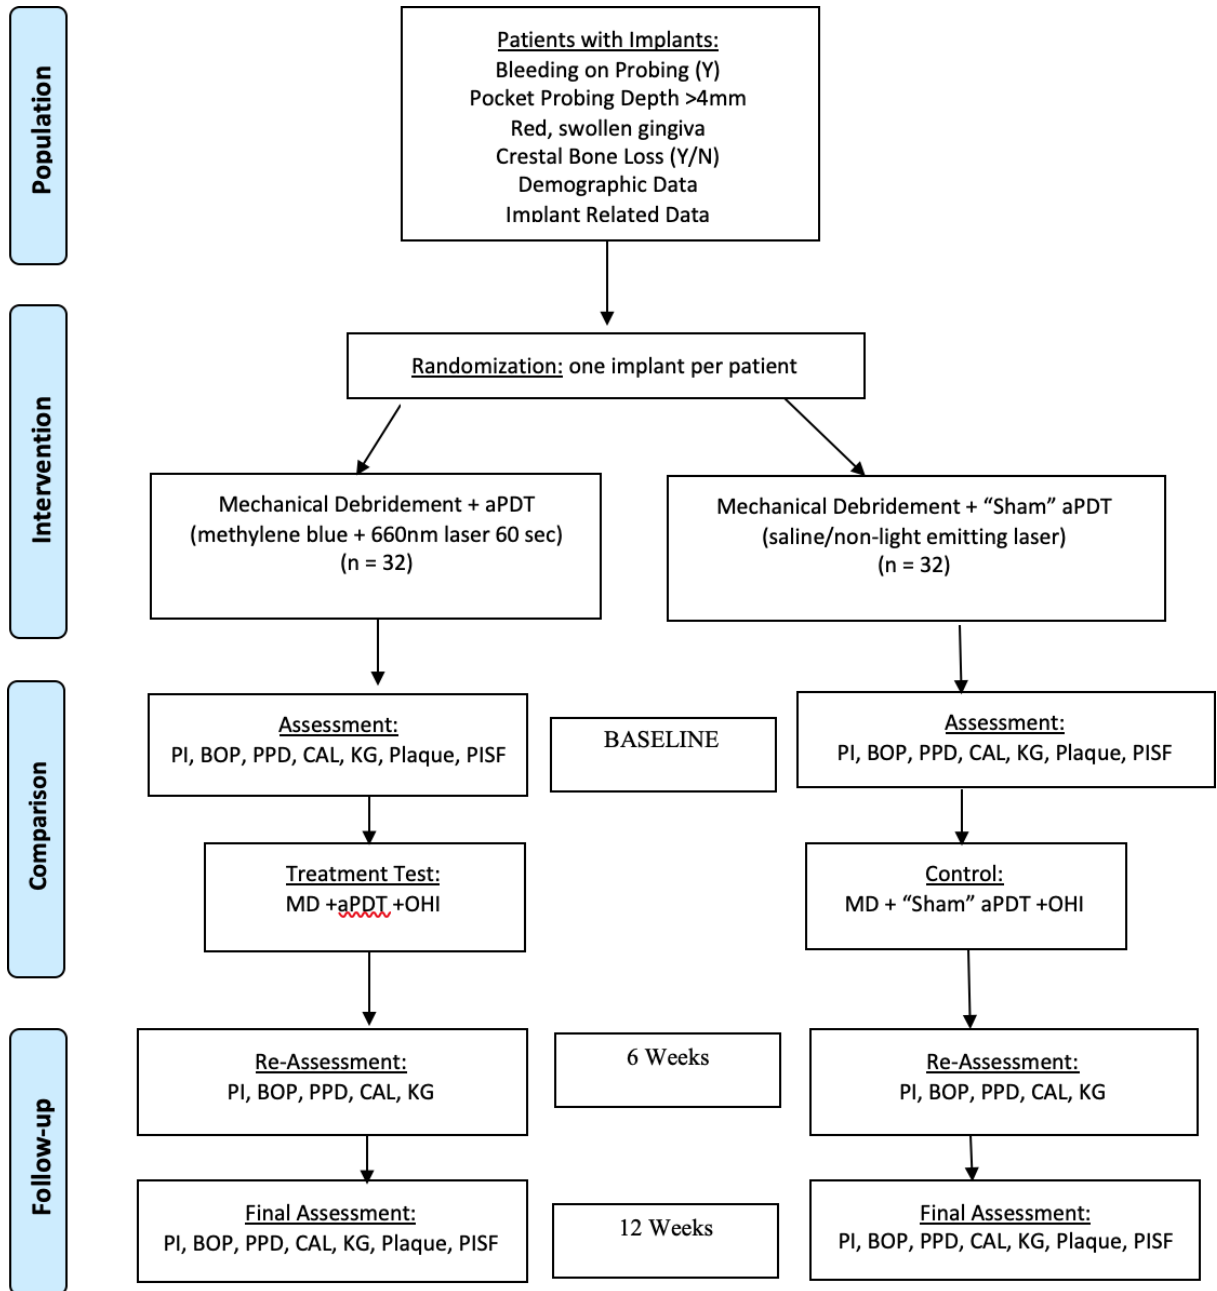 Population
Patients with Implants:
Bleeding on Probing (Y)
Pocket Probing Depth >4mm
Red, swollen gingiva
Crestal Bone Loss (Y/N)
Demographic Data
Implant Related Data
Intervention
Randomization: one implant per patient
Mechanical Debridement + aPDT
(methylene blue + 660nm laser 60 sec)
(n = 32)
Mechanical Debridement + “Sham” aPDT
(saline/non-light emitting laser)
(n = 32)
Comparison
Assessment:
PI, BOP, PPD, CAL, KG, Plaque, PISF
BASELINE
Assessment:
PI, BOP, PPD, CAL, KG, Plaque, PISF
Treatment Test:
MD +aPDT +OHI
Control:
MD + “Sham” aPDT +OHI
Follow-up
Re-Assessment:
PI, BOP, PPD, CAL, KG
6 Weeks
Re-Assessment:
PI, BOP, PPD, CAL, KG
Final Assessment:
PI, BOP, PPD, CAL, KG, Plaque, PISF
12 Weeks
Final Assessment:
PI, BOP, PPD, CAL, KG, Plaque, PISF